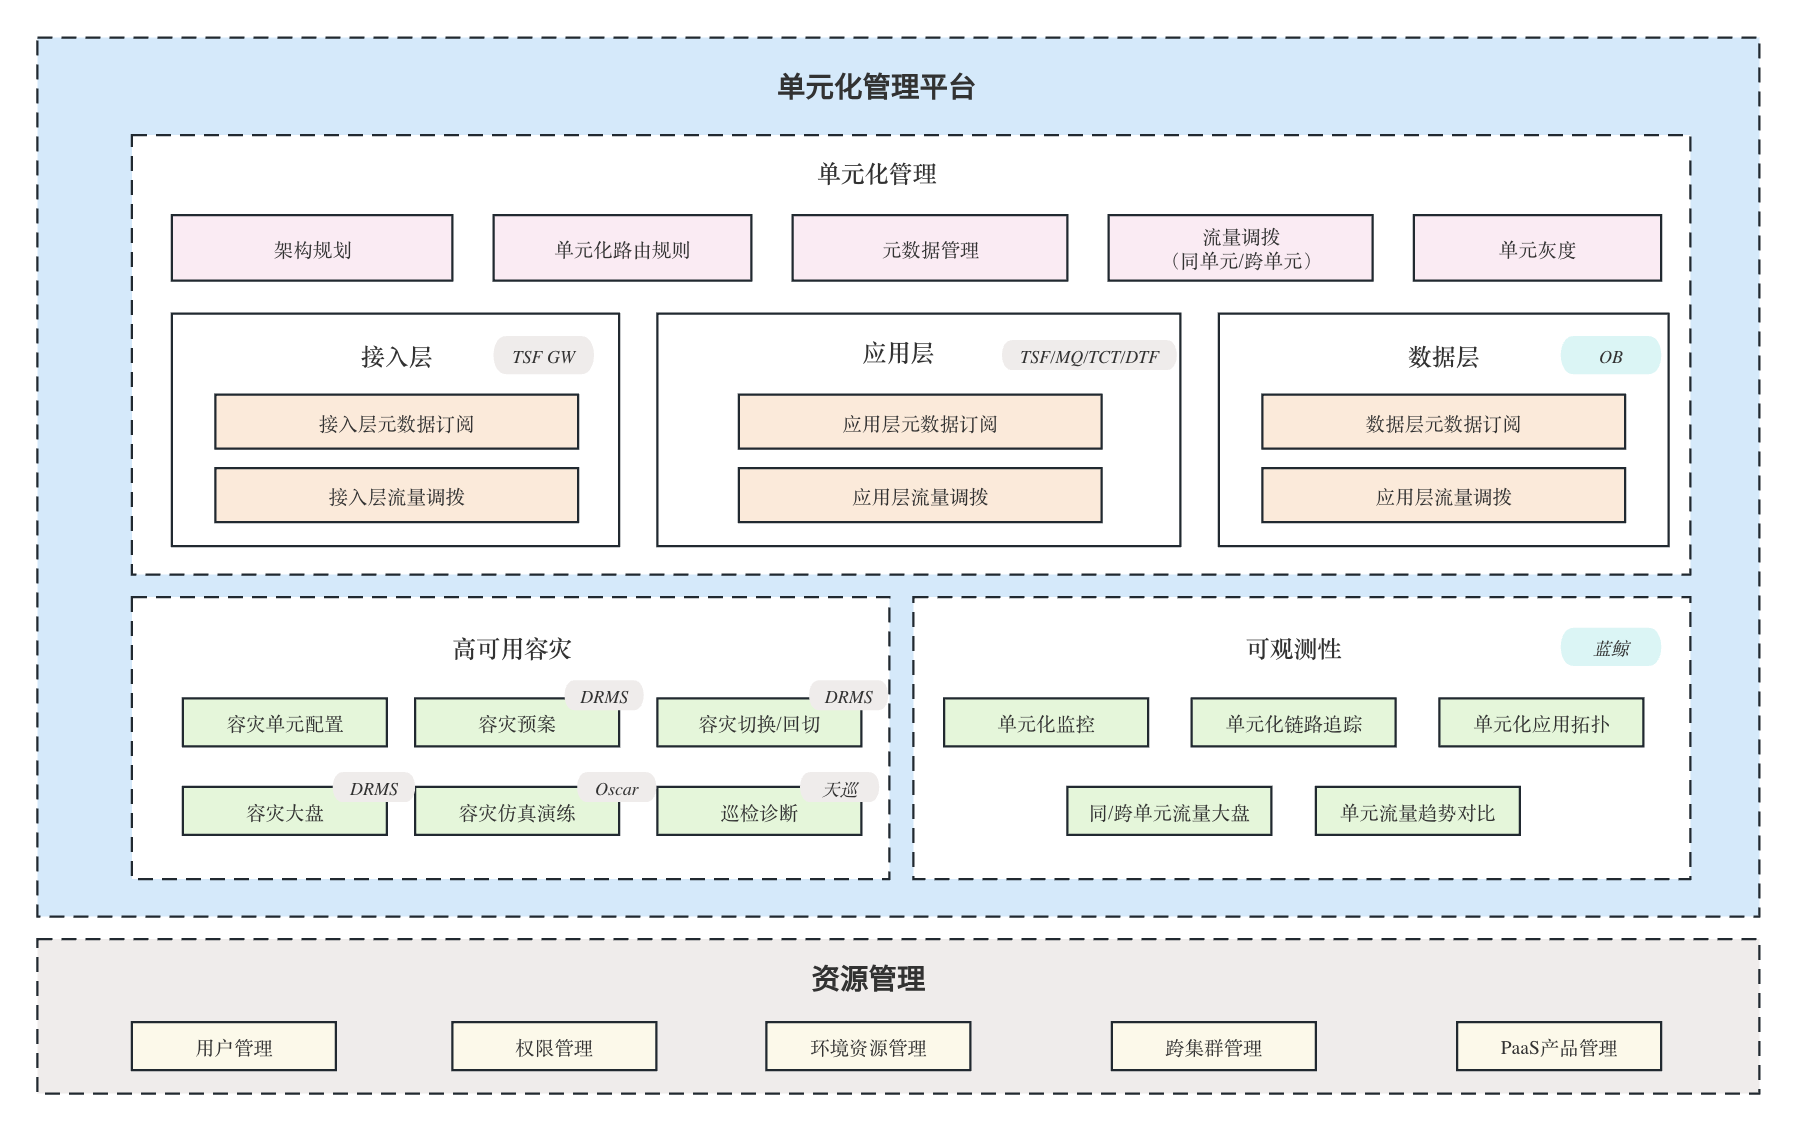 单元化管理平台
单元化管理
架构规划
单元化路由规则
元数据管理
流量调拨
（同单元/跨单元）
单元灰度
接入层
TSF GW
接入层元数据订阅
接入层流量调拨
应用层
TSF/MQ/TCT/DTF
应用层元数据订阅
应用层流量调拨
数据层
OB
数据层元数据订阅
应用层流量调拨
高可用容灾
容灾单元配置
DRMS
容灾预案
DRMS
容灾切换/回切
DRMS
容灾大盘
Oscar
容灾仿真演练
天巡
巡检诊断
可观测性
蓝鲸
单元化监控
单元化链路追踪
单元化应用拓扑
同/跨单元流量大盘
单元流量趋势对比
资源管理
用户管理
权限管理
环境资源管理
跨集群管理
PaaS产品管理